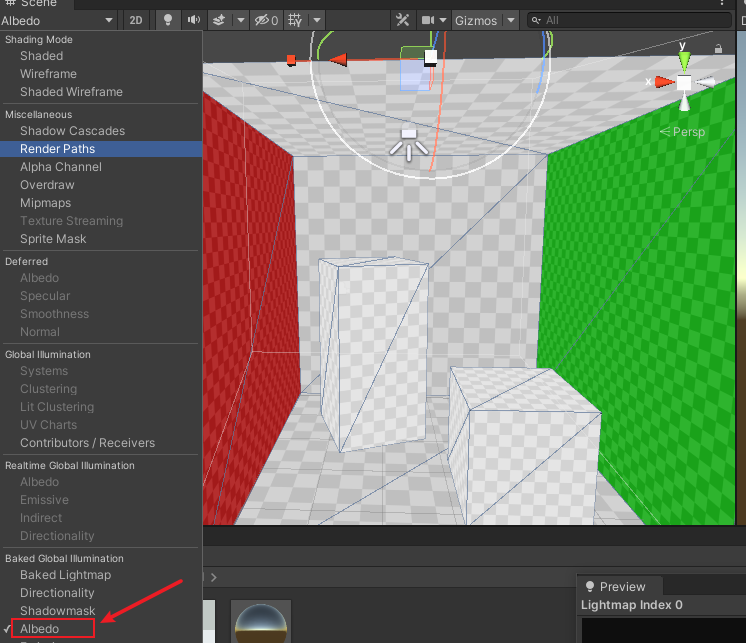 Scene
Albedo
2D
0
Gizmos
All
Shading Mode
Shaded
Wireframe
Shaded Wireframe
Miscellaneous
Shadow Cascades
Render Paths
Alpha Channel
Overdraw
Mipmaps
Texture Streaming
Sprite Mask
Deferred
Albedo
Specular
Smoothness
Normal
Global Illumination
Systems
Clustering
Lit Clustering
UV Charts
Contributors / Receivers
Realtime Global Illumination
Albedo
Emissive
Indirect
Directionality
Baked Global Illumination
Baked Lightmap
Directionality
Shadowmask
Albedo
y
x
Persp
Preview
Lightmap Index 0